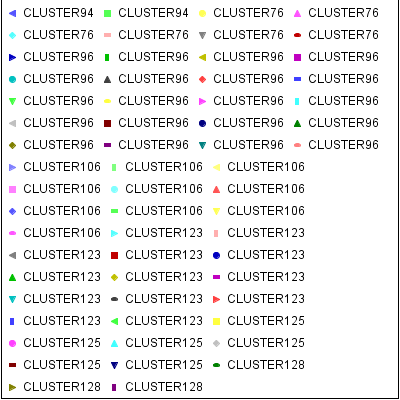 CLUSTER94 CLUSTER94 CLUSTER76 CLUSTER76
CLUSTER76 CLUSTER76 CLUSTER76 CLUSTER76
CLUSTER96 CLUSTER96 CLUSTER96 CLUSTER96
CLUSTER96 CLUSTER96 CLUSTER96 CLUSTER96
CLUSTER96 CLUSTER96 CLUSTER96 CLUSTER96
CLUSTER96 CLUSTER96 CLUSTER96 CLUSTER96
CLUSTER96 CLUSTER96 CLUSTER96 CLUSTER96
CLUSTER106 CLUSTER106 CLUSTER106
CLUSTER106 CLUSTER106 CLUSTER106
CLUSTER106 CLUSTER106 CLUSTER106
CLUSTER106 CLUSTER123 CLUSTER123
CLUSTER123 CLUSTER123 CLUSTER123
CLUSTER123 CLUSTER123 CLUSTER123
CLUSTER123 CLUSTER123 CLUSTER123
CLUSTER123 CLUSTER123 CLUSTER125
CLUSTER125 CLUSTER125 CLUSTER125
CLUSTER125 CLUSTER125 CLUSTER128
CLUSTER128 CLUSTER128